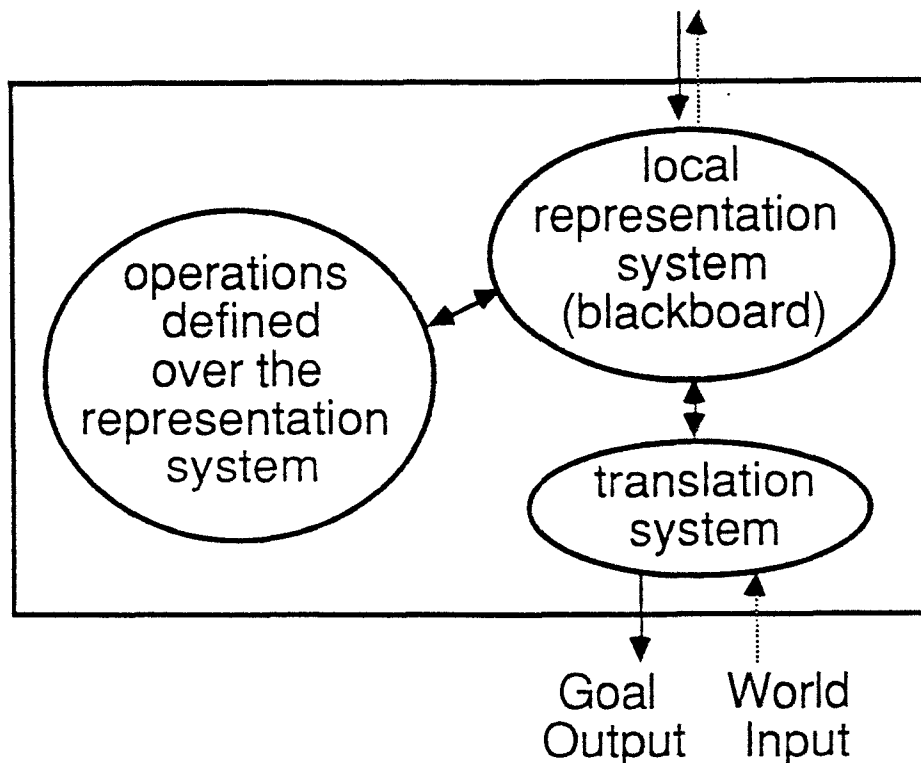 local
representation
system
(blackboard)
operations
defined
over the
representation
system
translation
system
Goal
Output
World
Input